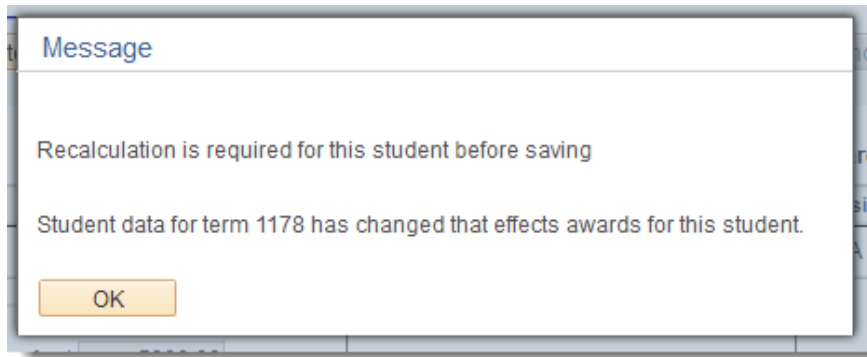 Message
Recalculation is required for this student before saving
Student data for term 1178 has changed that effects awards for this student.
OK